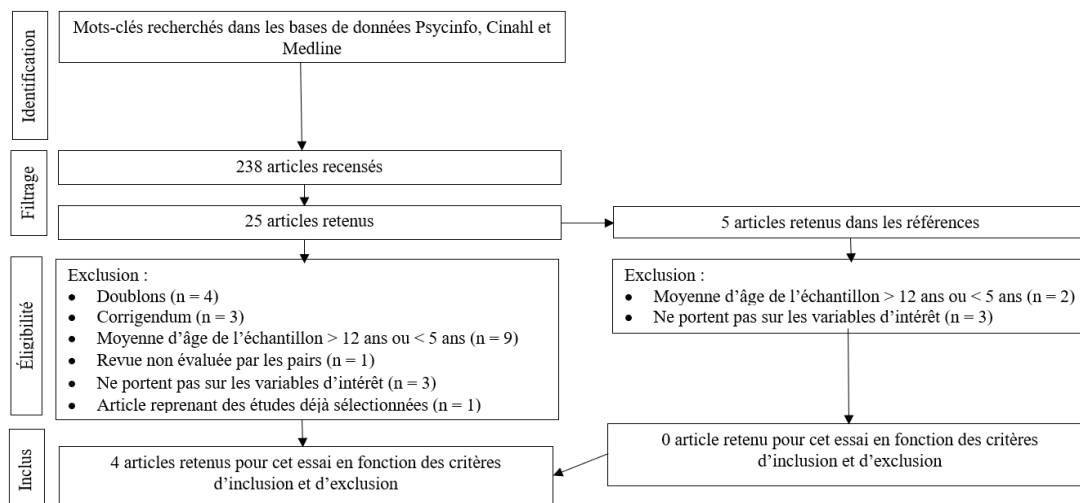 Identification
Mots-clés recherchés dans les bases de données Psycinfo, Cinahl et
Medline
Filtrage
238 articles recensés
25 articles retenus
5 articles retenus dans les références
Éligibilité
Exclusion :
• Doublons (n = 4)
• Corrigendum (n = 3)
• Moyenne d’âge de l’échantillon > 12 ans ou < 5 ans (n = 9)
• Revue non évaluée par les pairs (n = 1)
• Ne portent pas sur les variables d’intérêt (n = 3)
• Article reprenant des études déjà sélectionnées (n = 1)
Exclusion :
• Moyenne d’âge de l’échantillon > 12 ans ou < 5 ans (n = 2)
• Ne portent pas sur les variables d’intérêt (n = 3)
Inclus
4 articles retenus pour cet essai en fonction des critères
d’inclusion et d’exclusion
0 article retenu pour cet essai en fonction des critères
d’inclusion et d’exclusion